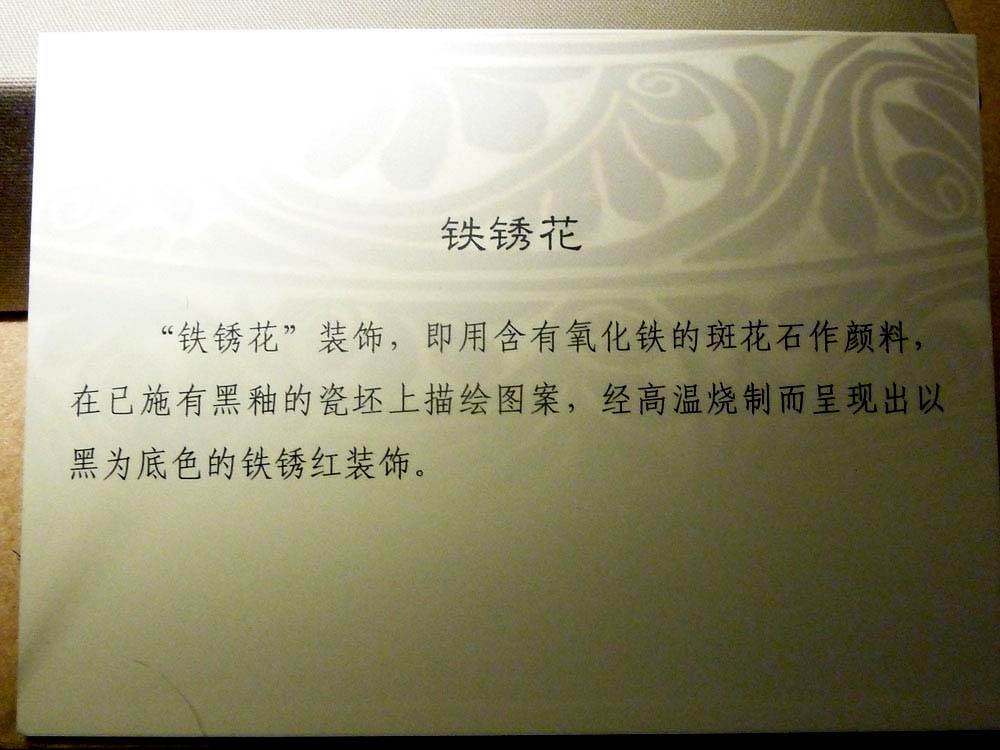 铁锈花
“铁锈花”装饰，即用含有氧化铁的斑花石作颜料，
在已施有黑釉的瓷坯上描绘图案，经高温烧制而呈现出以
黑为底色的铁锈红装饰。